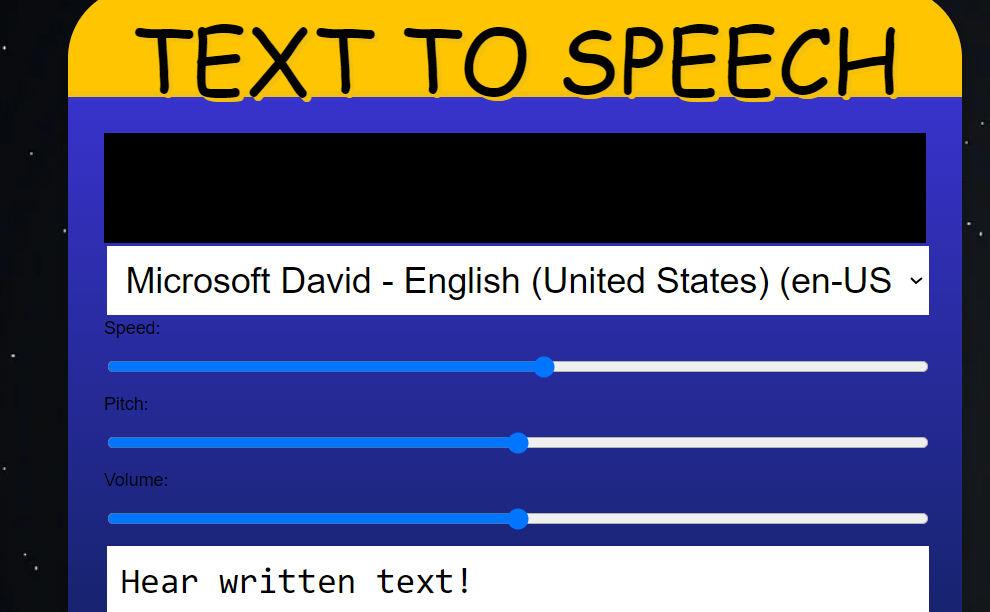 TEXT TO SPEECH
Microsoft David - English (United States) (en-US
Speed:
Pitch:
Volume:
Hear written text!